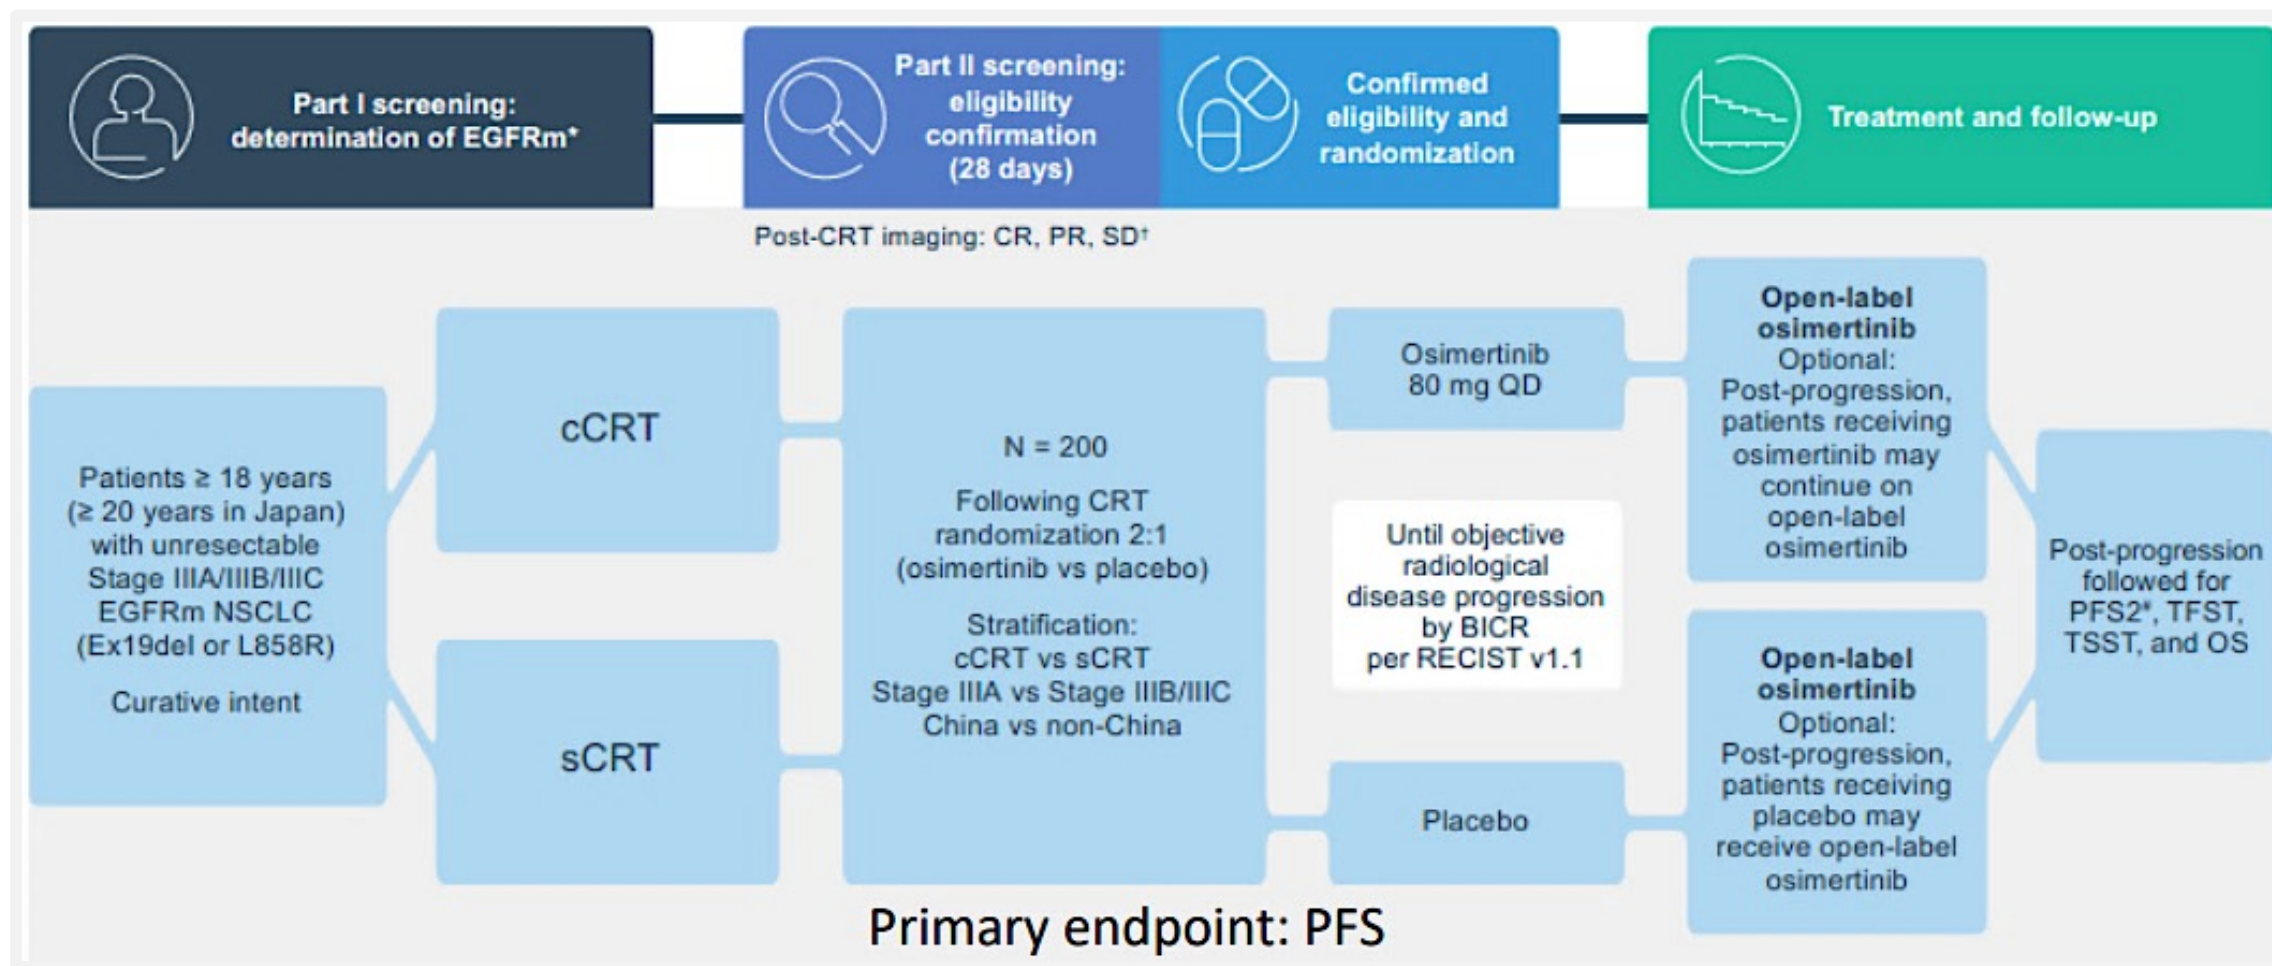 Part I screening:
determination of EGFRm*
Part II screening:
eligibility
confirmation
(28 days)
Confirmed
eligibility and
randomization
Treatment and follow-up
Post-CRT imaging: CR, PR, SD†
Patients ≥ 18 years
(≥ 20 years in Japan)
with unresectable
Stage IIIA/IIIB/IIIC
EGFRm NSCLC
(Ex19del or L858R)
Curative intent
cCRT
sCRT
N = 200
Following CRT
randomization 2:1
(osimertinib vs placebo)
Stratification:
cCRT vs sCRT
Stage IIIA vs Stage IIIB/IIIC
China vs non-China
Osimertinib
80 mg QD
Until objective
radiological
disease progression
by BICR
per RECIST v1.1
Placebo
Open-label
osimertinib
Optional:
Post-progression,
patients receiving
osimertinib may
continue on
open-label
osimertinib
Open-label
osimertinib
Optional:
Post-progression,
patients receiving
placebo may
receive open-label
osimertinib
Post-progression
followed for
PFS2*, TFST,
TSST, and OS
Primary endpoint: PFS